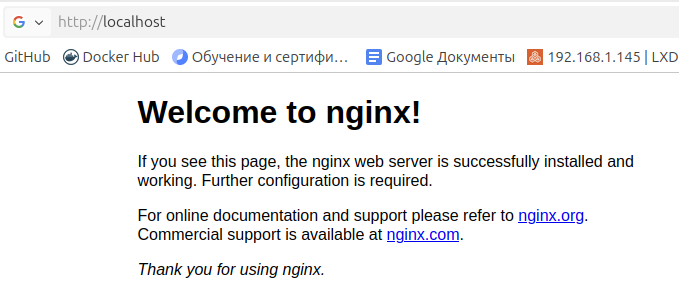 http://localhost
GitHub Docker Hub Обучение и сертифи… Google Документы 192.168.1.145 | LXD
Welcome to nginx!
If you see this page, the nginx web server is successfully installed and
working. Further configuration is required.
For online documentation and support please refer to nginx.org.
Commercial support is available at nginx.com.
Thank you for using nginx.